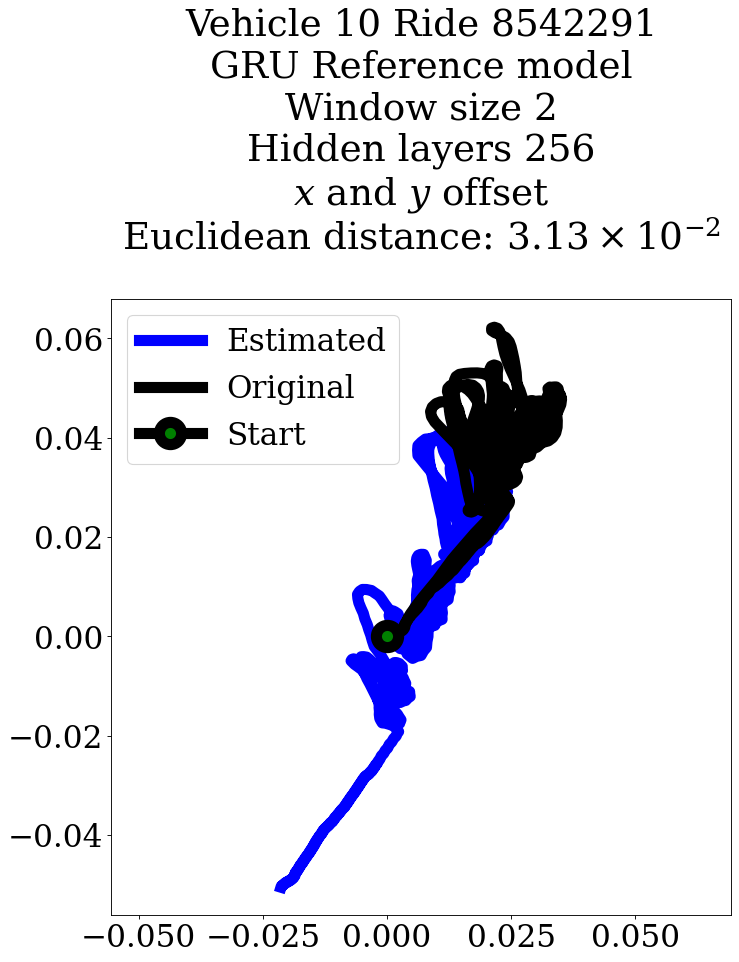 Vehicle 10 Ride 8542291
GRU Reference model
Window size 2
Hidden layers 256
x and y offset
Euclidean distance: 3.13 × 10⁻²
Estimated
Original
Start
0.06
0.04
0.02
0.00
−0.02
−0.04
−0.050 −0.025 0.000 0.025 0.050